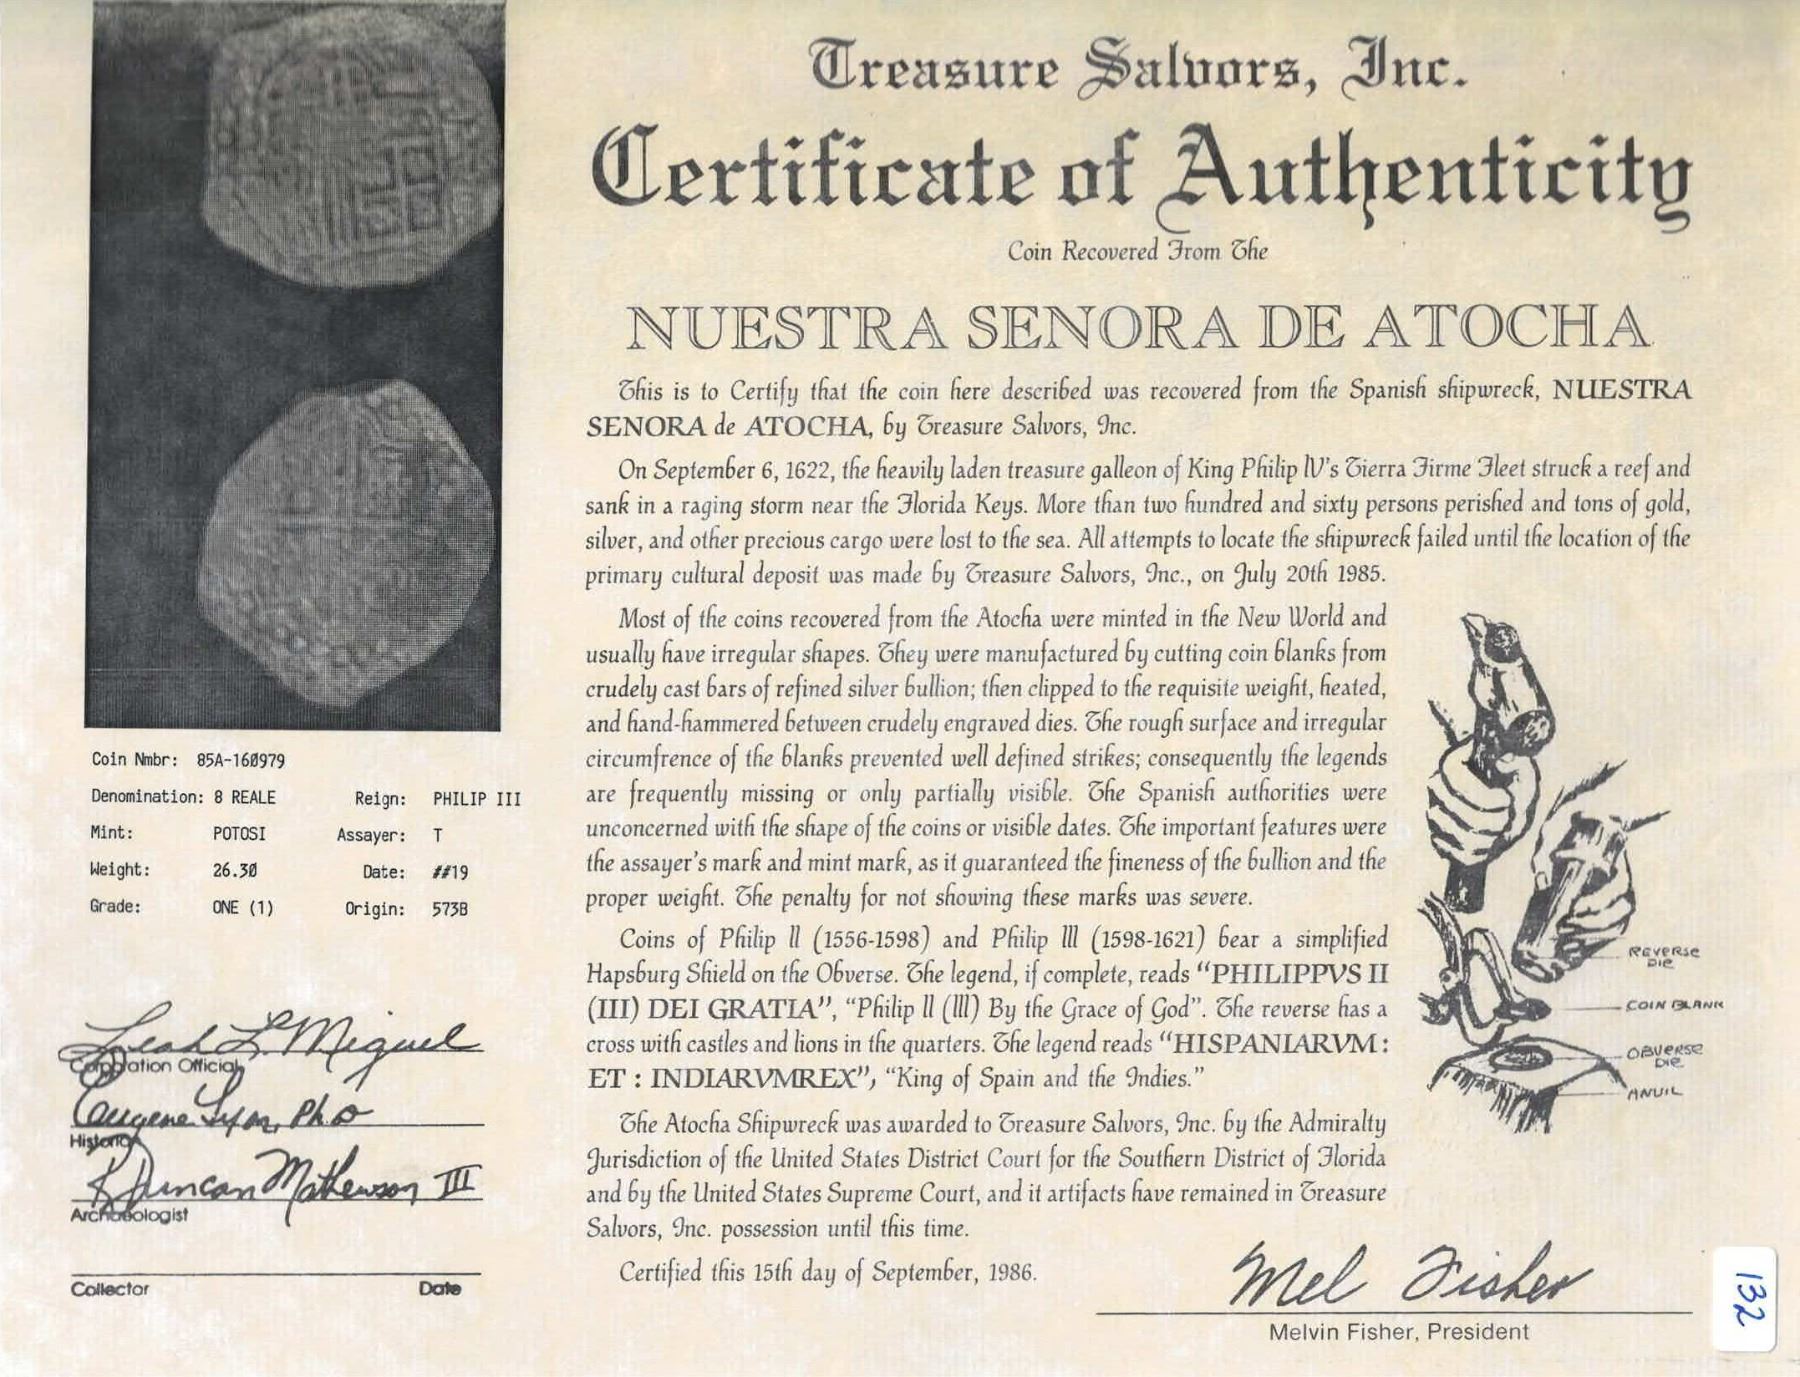 Treasure Salvors, Inc.
Certificate of Authenticity
Coin Recovered From The
NUESTRA SENORA DE ATOCHA
This is to Certify that the coin here described was recovered from the Spanish shipwreck, NUESTRA
SENORA de ATOCHA, by Treasure Salvors, Inc.
On September 6, 1622, the heavily laden treasure galleon of King Philip IV's Tierra Firme Fleet struck a reef and
sank in a raging storm near the Florida Keys. More than two hundred and sixty persons perished and tons of gold,
silver, and other precious cargo were lost to the sea. All attempts to locate the shipwreck failed until the location of the
primary cultural deposit was made by Treasure Salvors, Inc., on July 20th 1985.
Most of the coins recovered from the Atocha were minted in the New World and
usually have irregular shapes. They were manufactured by cutting coin blanks from
crudely cast bars of refined silver bullion; then clipped to the requisite weight, heated,
and hand-hammered between crudely engraved dies. The rough surface and irregular
circumfrence of the blanks prevented well defined strikes; consequently the legends
are frequently missing or only partially visible. The Spanish authorities were
unconcerned with the shape of the coins or visible dates. The important features were
the assayer's mark and mint mark, as it guaranteed the fineness of the bullion and the
proper weight. The penalty for not showing these marks was severe.
Coins of Philip II (1556-1598) and Philip III (1598-1621) bear a simplified
Hapsburg Shield on the Obverse. The legend, if complete, reads "PHILIPPVS II
(III) DEI GRATIA", "Philip II (III) By the Grace of God". The reverse has a
cross with castles and lions in the quarters. The legend reads "HISPANIARVM :
ET : INDIARVMREX", "King of Spain and the Indies."
The Atocha Shipwreck was awarded to Treasure Salvors, Inc. by the Admiralty
Jurisdiction of the United States District Court for the Southern District of Florida
and by the United States Supreme Court, and it artifacts have remained in Treasure
Salvors, Inc. possession until this time.
Certified this 15th day of September, 1986.
Mel Fisher
Melvin Fisher, President
REVERSE
DIE
COIN BLANK
OBVERSE
DIE
ANVIL
Coin Nmbr: 85A-160979
Denomination: 8 REALE Reign: PHILIP III
Mint: POTOSI Assayer: T
Weight: 26.30 Date: ##19
Grade: ONE (1) Origin: 573B
Leah L. Miguel
Corporation Official
Eugene Lyon, Ph.D
Historian
R Duncan Mathewson III
Archaeologist
Collector Date
132